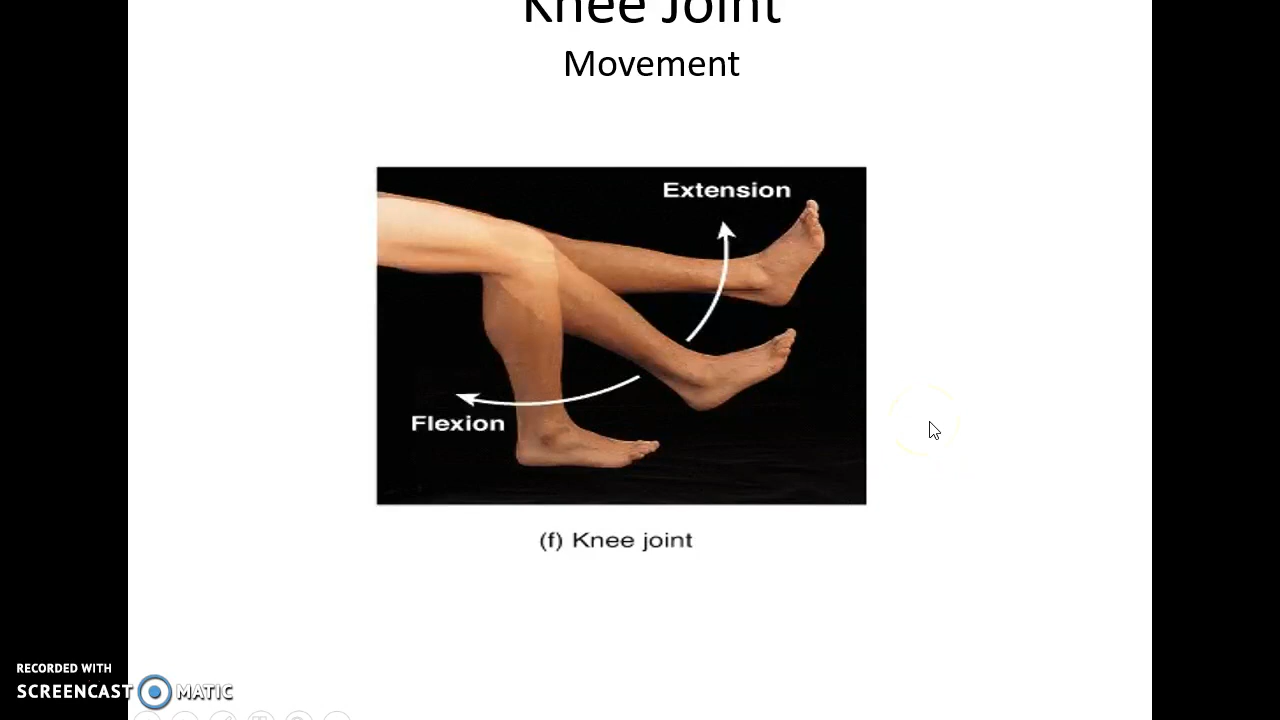 Knee Joint
Movement
Extension
Flexion
(f) Knee joint
RECORDED WITH
SCREENCAST MATIC